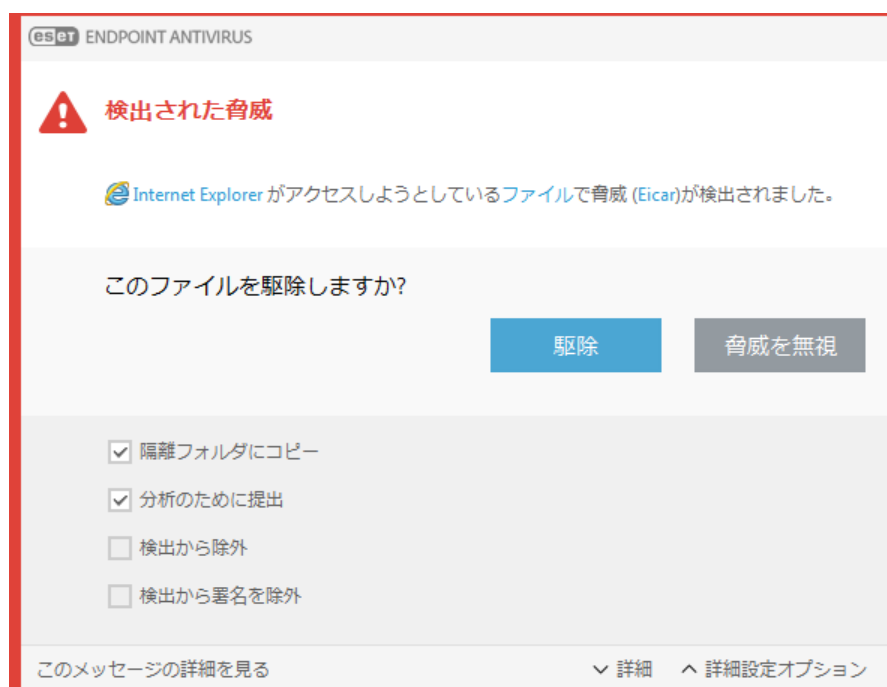 eset ENDPOINT ANTIVIRUS
検出された脅威
Internet Explorer がアクセスしようとしているファイルで脅威 (Eicar)が検出されました。
このファイルを駆除しますか?
駆除 脅威を無視
隔離フォルダにコピー
分析のために提出
検出から除外
検出から署名を除外
このメッセージの詳細を見る 詳細 詳細設定オプション